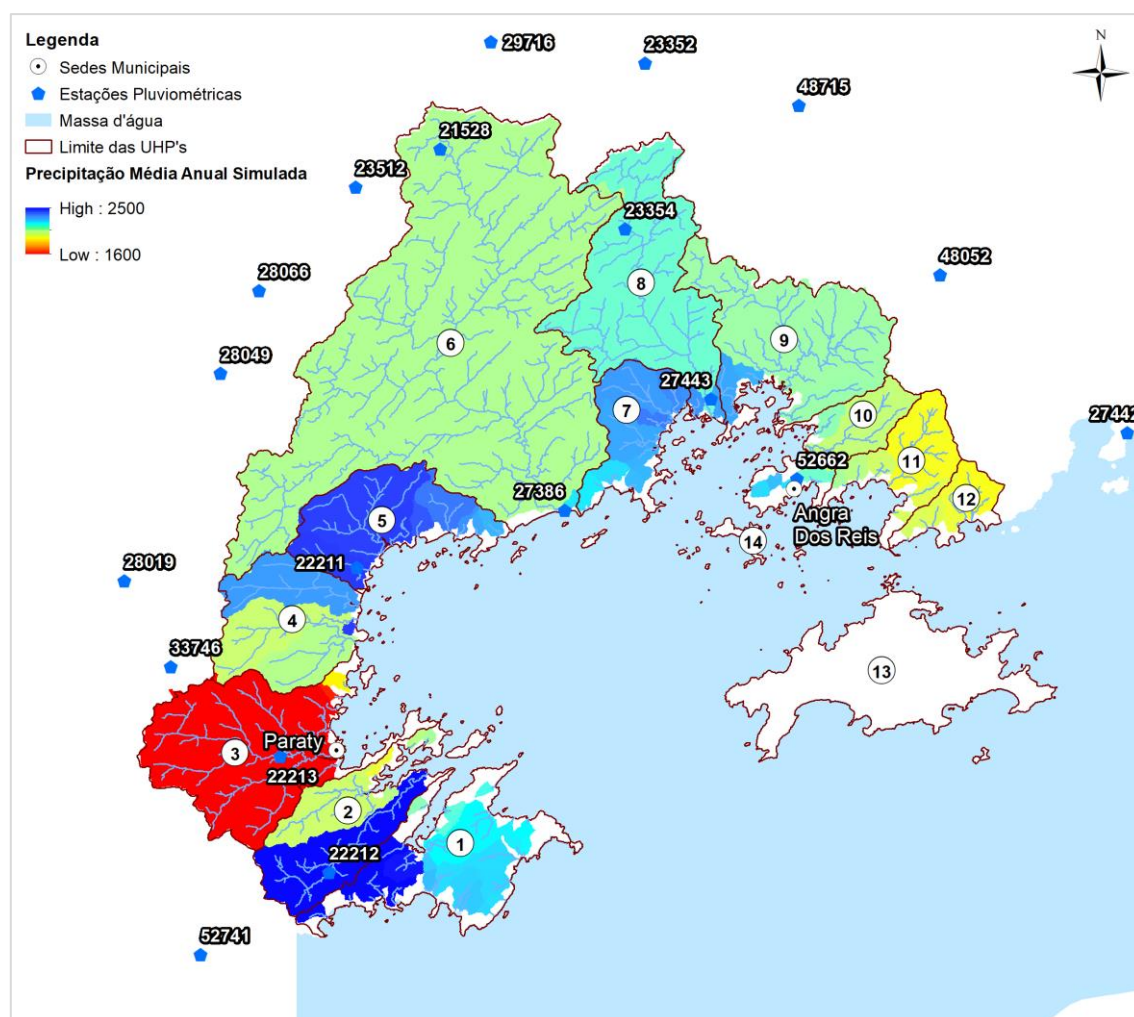 Legenda
Sedes Municipais
Estações Pluviométricas
Massa d'água
Limite das UHP's
Precipitação Média Anual Simulada
High : 2500
Low : 1600
N
29716
23352
48715
21528
23512
23354
48052
28066
8
6
9
28049
27443
7
10
27442
11
52662
12
27386
5
Angra
Dos Reis
14
22211
28019
4
33746
13
3
Paraty
22213
2
1
22212
52741